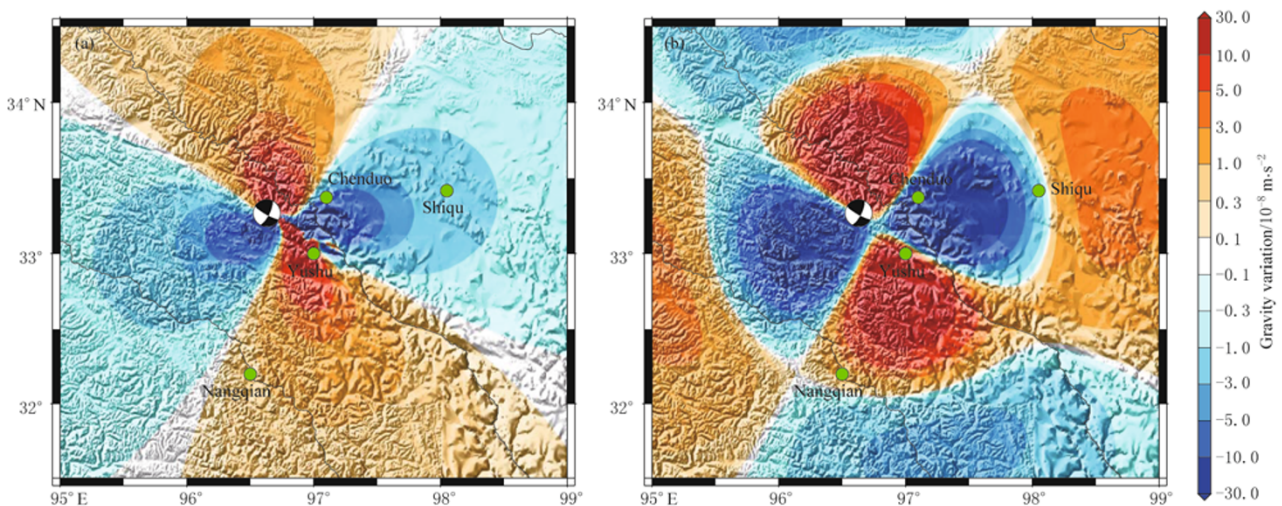 (a)
(b)
34° N
33°
32°
95° E
96°
97°
98°
99°
Chenduo
Shiqu
Yushu
Nangqian
34° N
33°
32°
95° E
96°
97°
98°
99°
Chenduo
Shiqu
Yushu
Nangqian
30. 0
10. 0
5. 0
3. 0
1. 0
0. 3
0. 1
-0. 1
-0. 3
-1. 0
-3. 0
-5. 0
-10. 0
-30. 0
Gravity variation/10⁻⁸ m·s⁻²